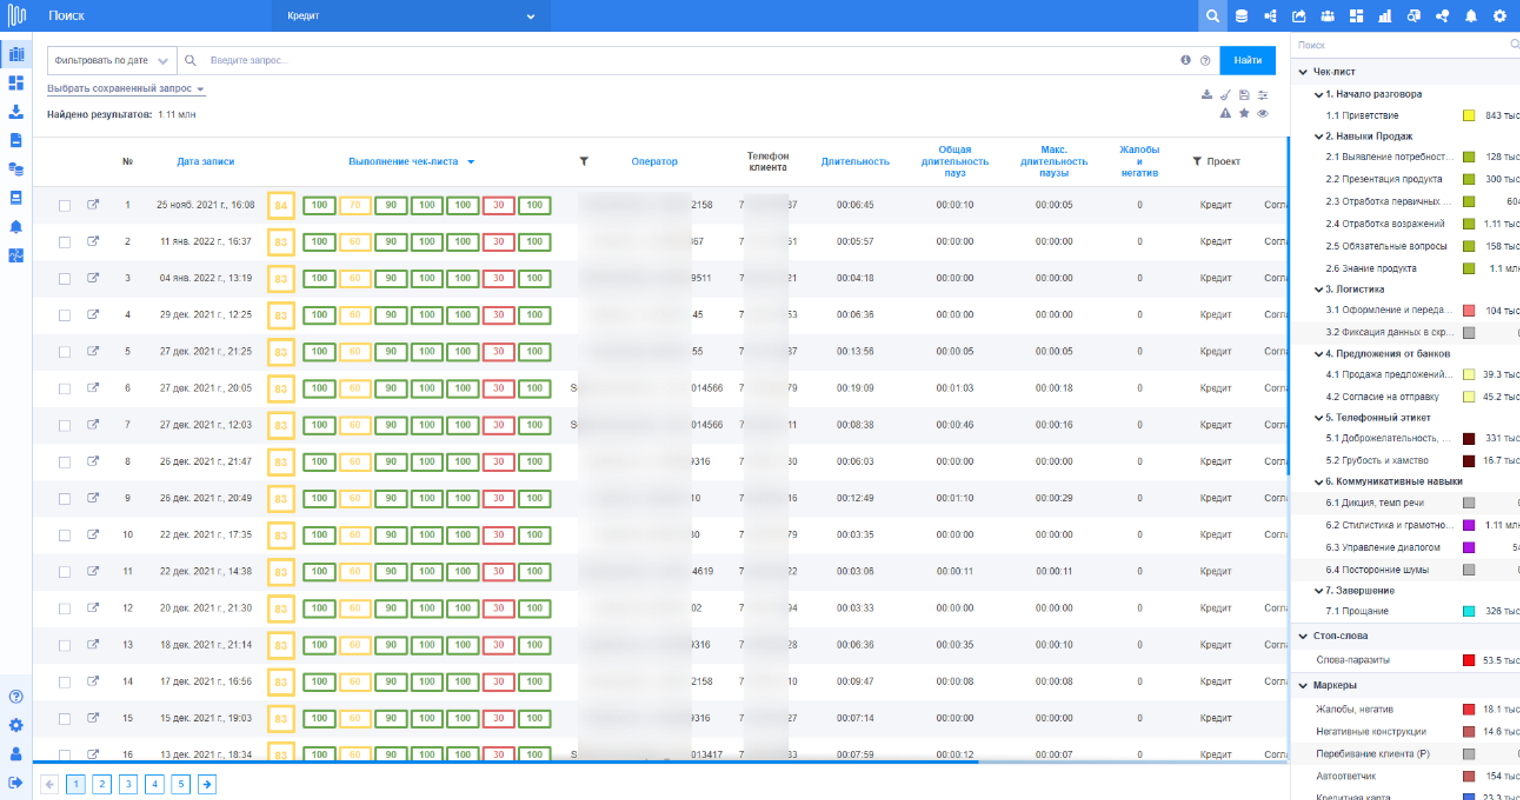 Поиск
Кредит
Фильтровать по дате
Введите запрос...
Найти
Выбрать сохраненный запрос
Найдено результатов: 1.11 млн
№ Дата записи Выполнение чек-листа Оператор Телефон клиента Длительность Общая длительность пауз Макс. длительность паузы Жалобы и негатив Проект
1 25 нояб. 2021 г., 16:08 84 100 70 90 100 100 30 100 2158 7 37 00:06:45 00:00:10 00:00:05 0 Кредит Согла
2 11 янв. 2022 г., 16:37 83 100 60 90 100 100 30 100 367 7 51 00:05:57 00:00:00 00:00:00 0 Кредит Согла
3 04 янв. 2022 г., 13:19 83 100 60 90 100 100 30 100 9511 7 21 00:04:18 00:00:00 00:00:00 0 Кредит Согла
4 29 дек. 2021 г., 12:25 83 100 60 90 100 100 30 100 45 7 53 00:06:36 00:00:00 00:00:00 0 Кредит Согла
5 27 дек. 2021 г., 21:25 83 100 60 90 100 100 30 100 55 7 37 00:13:56 00:00:05 00:00:05 0 Кредит Согла
6 27 дек. 2021 г., 20:05 83 100 60 90 100 100 30 100 014566 7 79 00:19:09 00:01:03 00:00:18 0 Кредит Согла
7 27 дек. 2021 г., 12:03 83 100 60 90 100 100 30 100 014566 7 11 00:08:38 00:00:46 00:00:16 0 Кредит Согла
8 26 дек. 2021 г., 21:47 83 100 60 90 100 100 30 100 9316 7 30 00:06:03 00:00:00 00:00:00 0 Кредит Согла
9 26 дек. 2021 г., 20:49 83 100 60 90 100 100 30 100 10 7 16 00:12:49 00:01:10 00:00:29 0 Кредит Согла
10 22 дек. 2021 г., 17:35 83 100 60 90 100 100 30 100 30 7 79 00:03:35 00:00:00 00:00:00 0 Кредит
11 22 дек. 2021 г., 14:38 83 100 60 90 100 100 30 100 4619 7 22 00:03:06 00:00:11 00:00:11 0 Кредит
12 20 дек. 2021 г., 21:30 83 100 60 90 100 100 30 100 02 7 94 00:03:33 00:00:00 00:00:00 0 Кредит Согла
13 18 дек. 2021 г., 21:14 83 100 60 90 100 100 30 100 9316 7 28 00:06:36 00:00:35 00:00:10 0 Кредит Согла
14 17 дек. 2021 г., 16:56 83 100 60 90 100 100 30 100 2158 7 10 00:09:47 00:00:08 00:00:08 0 Кредит Согла
15 15 дек. 2021 г., 19:03 83 100 60 90 100 100 30 100 9316 7 27 00:07:14 00:00:00 00:00:00 0 Кредит
16 13 дек. 2021 г., 18:34 83 100 60 90 100 100 30 100 013417 7 33 00:07:59 00:00:12 00:00:07 0 Кредит Согла
1 2 3 4 5
Поиск
Чек-лист
1. Начало разговора
1.1 Приветствие 843 тыс
2. Навыки Продаж
2.1 Выявление потребност... 128 тыс
2.2 Презентация продукта 300 тыс
2.3 Отработка первичных ... 604
2.4 Отработка возражений 1.11 тыс
2.5 Обязательные вопросы 158 тыс
2.6 Знание продукта 1.1 млн
3. Логистика
3.1 Оформление и переда... 104 тыс
3.2 Фиксация данных в скр...
4. Предложения от банков
4.1 Продажа предложений... 39.3 тыс
4.2 Согласие на отправку 45.2 тыс
5. Телефонный этикет
5.1 Доброжелательность, ... 331 тыс
5.2 Грубость и хамство 16.7 тыс
6. Коммуникативные навыки
6.1 Дикция, темп речи
6.2 Стилистика и грамотно... 1.11 млн
6.3 Управление диалогом 54
6.4 Посторонние шумы
7. Завершение
7.1 Прощание 326 тыс
Стоп-слова
Слова-паразиты 53.5 тыс
Маркеры
Жалобы, негатив 18.1 тыс
Негативные конструкции 14.6 тыс
Перебивание клиента (Р)
Автоответчик 154 тыс
Кредитная карта 23.3 тыс